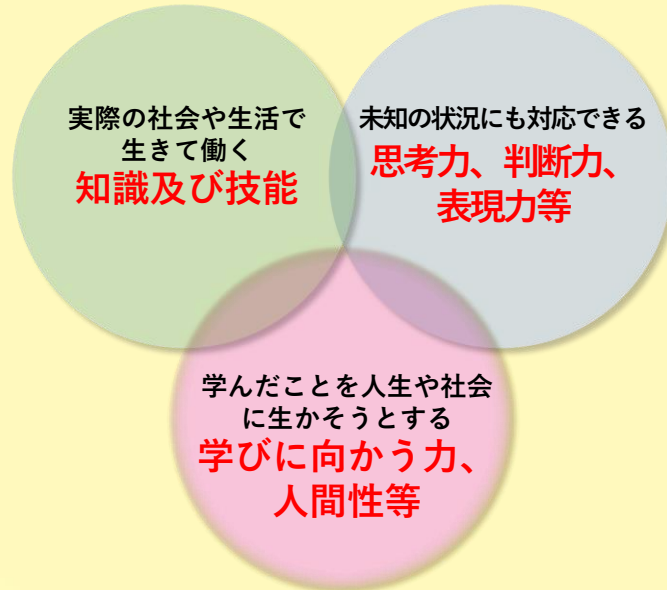 実際の社会や生活で
生きて働く
知識及び技能
未知の状況にも対応できる
思考力、判断力、
表現力等
学んだことを人生や社会
に生かそうとする
学びに向かう力、
人間性等